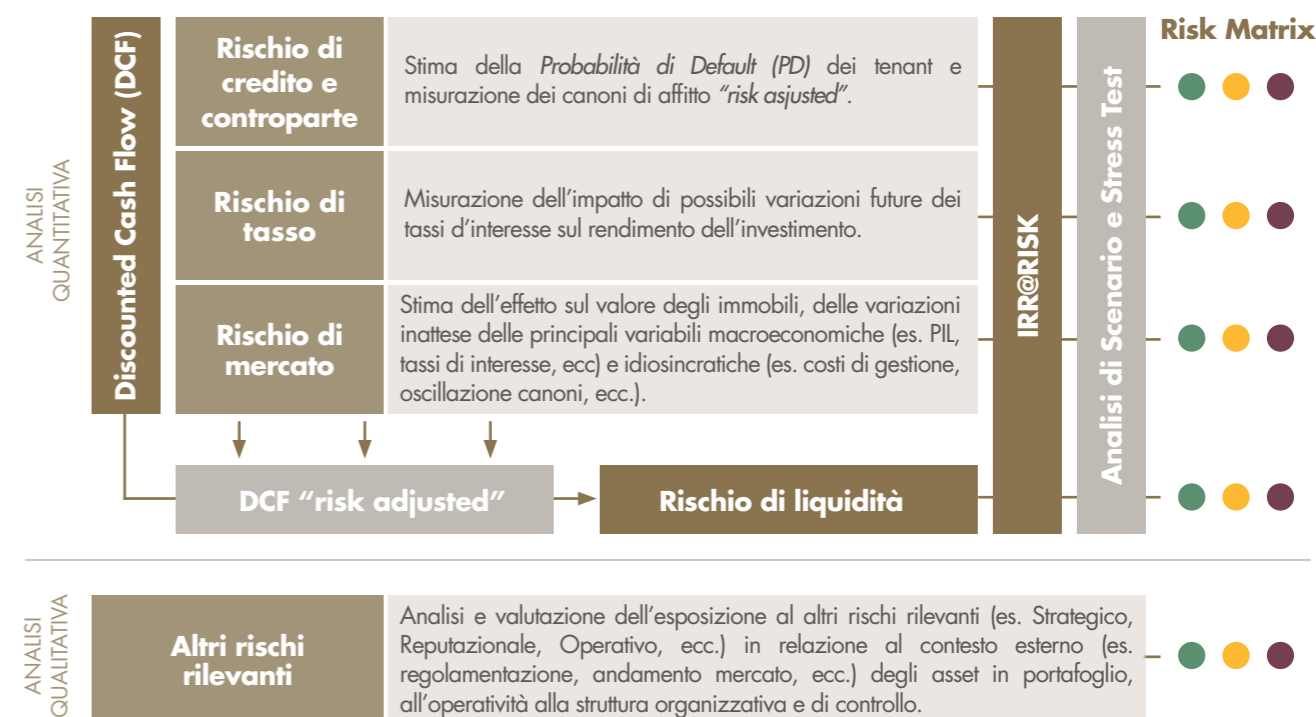 Risk Matrix
ANALISI
QUANTITATIVA
Discounted Cash Flow (DCF)
Rischio di
credito e
controparte
Stima della Probabilità di Default (PD) dei tenant e
misurazione dei canoni di affitto “risk asjusted”.
Rischio di
tasso
Misurazione dell’impatto di possibili variazioni future dei
tassi d’interesse sul rendimento dell’investimento.
Rischio di
mercato
Stima dell’effetto sul valore degli immobili, delle variazioni
inattese delle principali variabili macroeconomiche (es. PIL,
tassi di interesse, ecc) e idiosincratiche (es. costi di gestione,
oscillazione canoni, ecc.).
IRR@RISK
Analisi di Scenario e Stress Test
DCF “risk adjusted”
Rischio di liquidità
ANALISI
QUALITATIVA
Altri rischi
rilevanti
Analisi e valutazione dell’esposizione al altri rischi rilevanti (es. Strategico,
Reputazionale, Operativo, ecc.) in relazione al contesto esterno (es.
regolamentazione, andamento mercato, ecc.) degli asset in portafoglio,
all’operatività alla struttura organizzativa e di controllo.